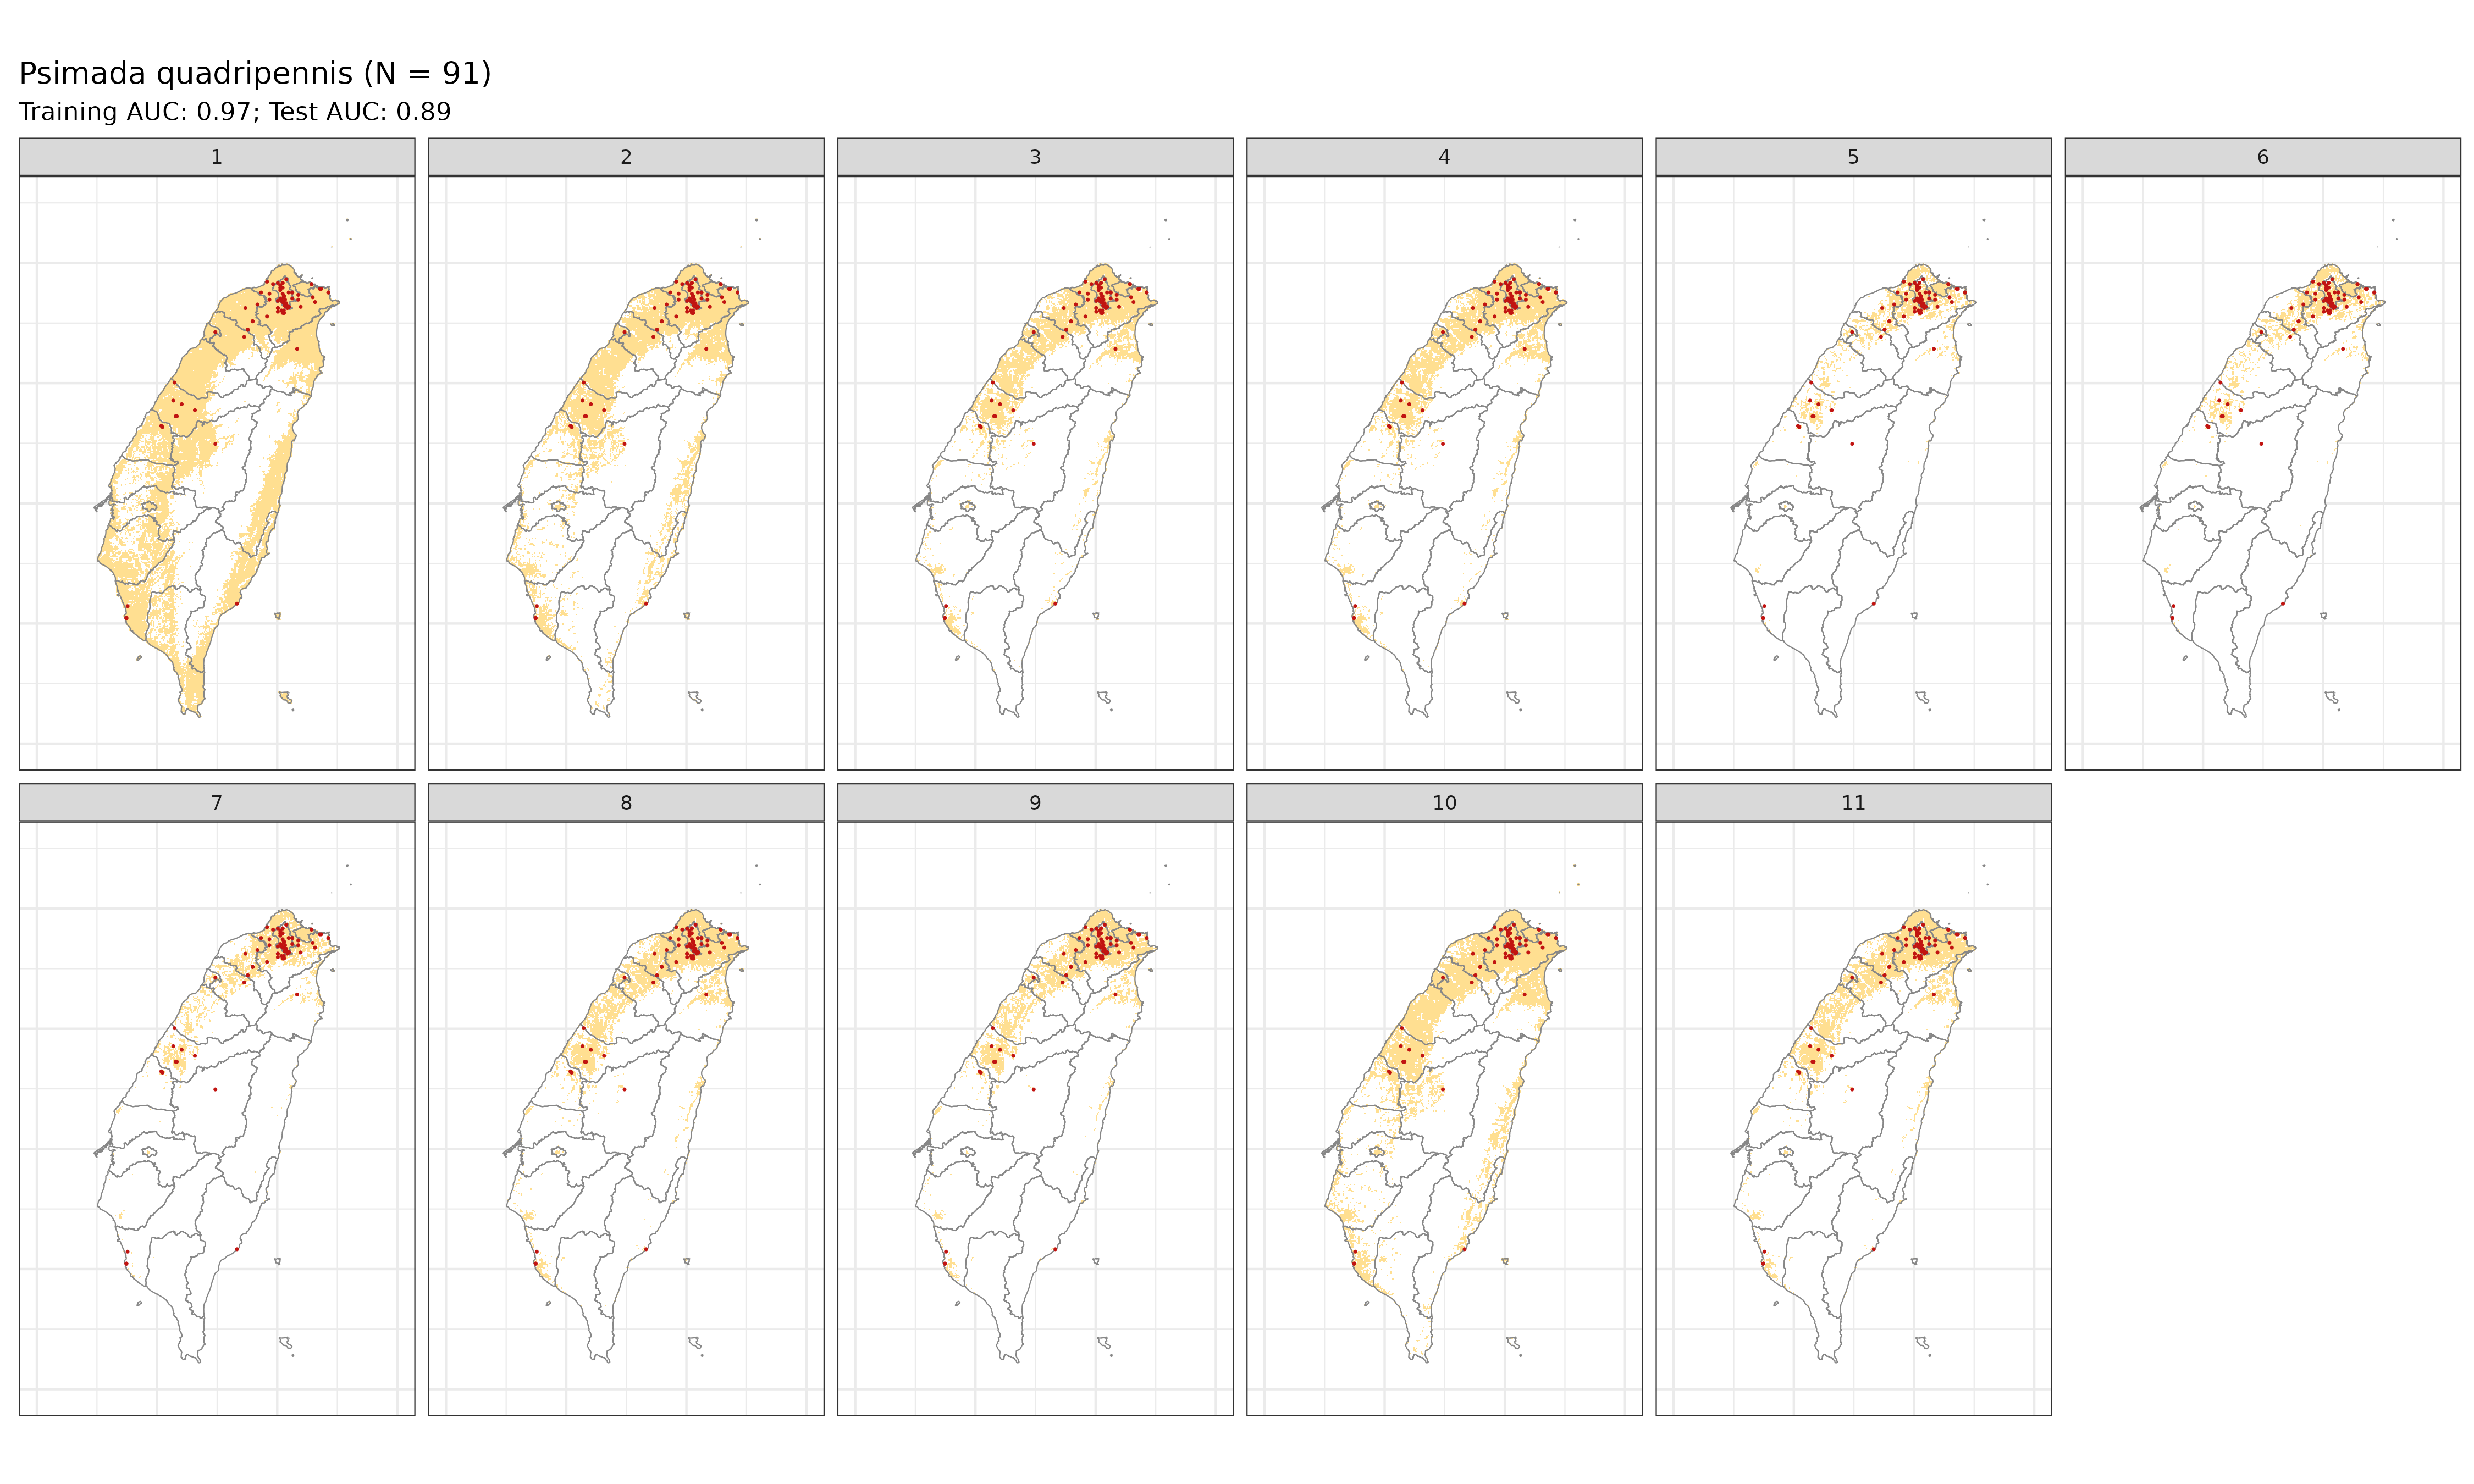 Psimada quadripennis (N = 91)
Training AUC: 0.97; Test AUC: 0.89
1 2 3 4 5 6
7 8 9 10 11